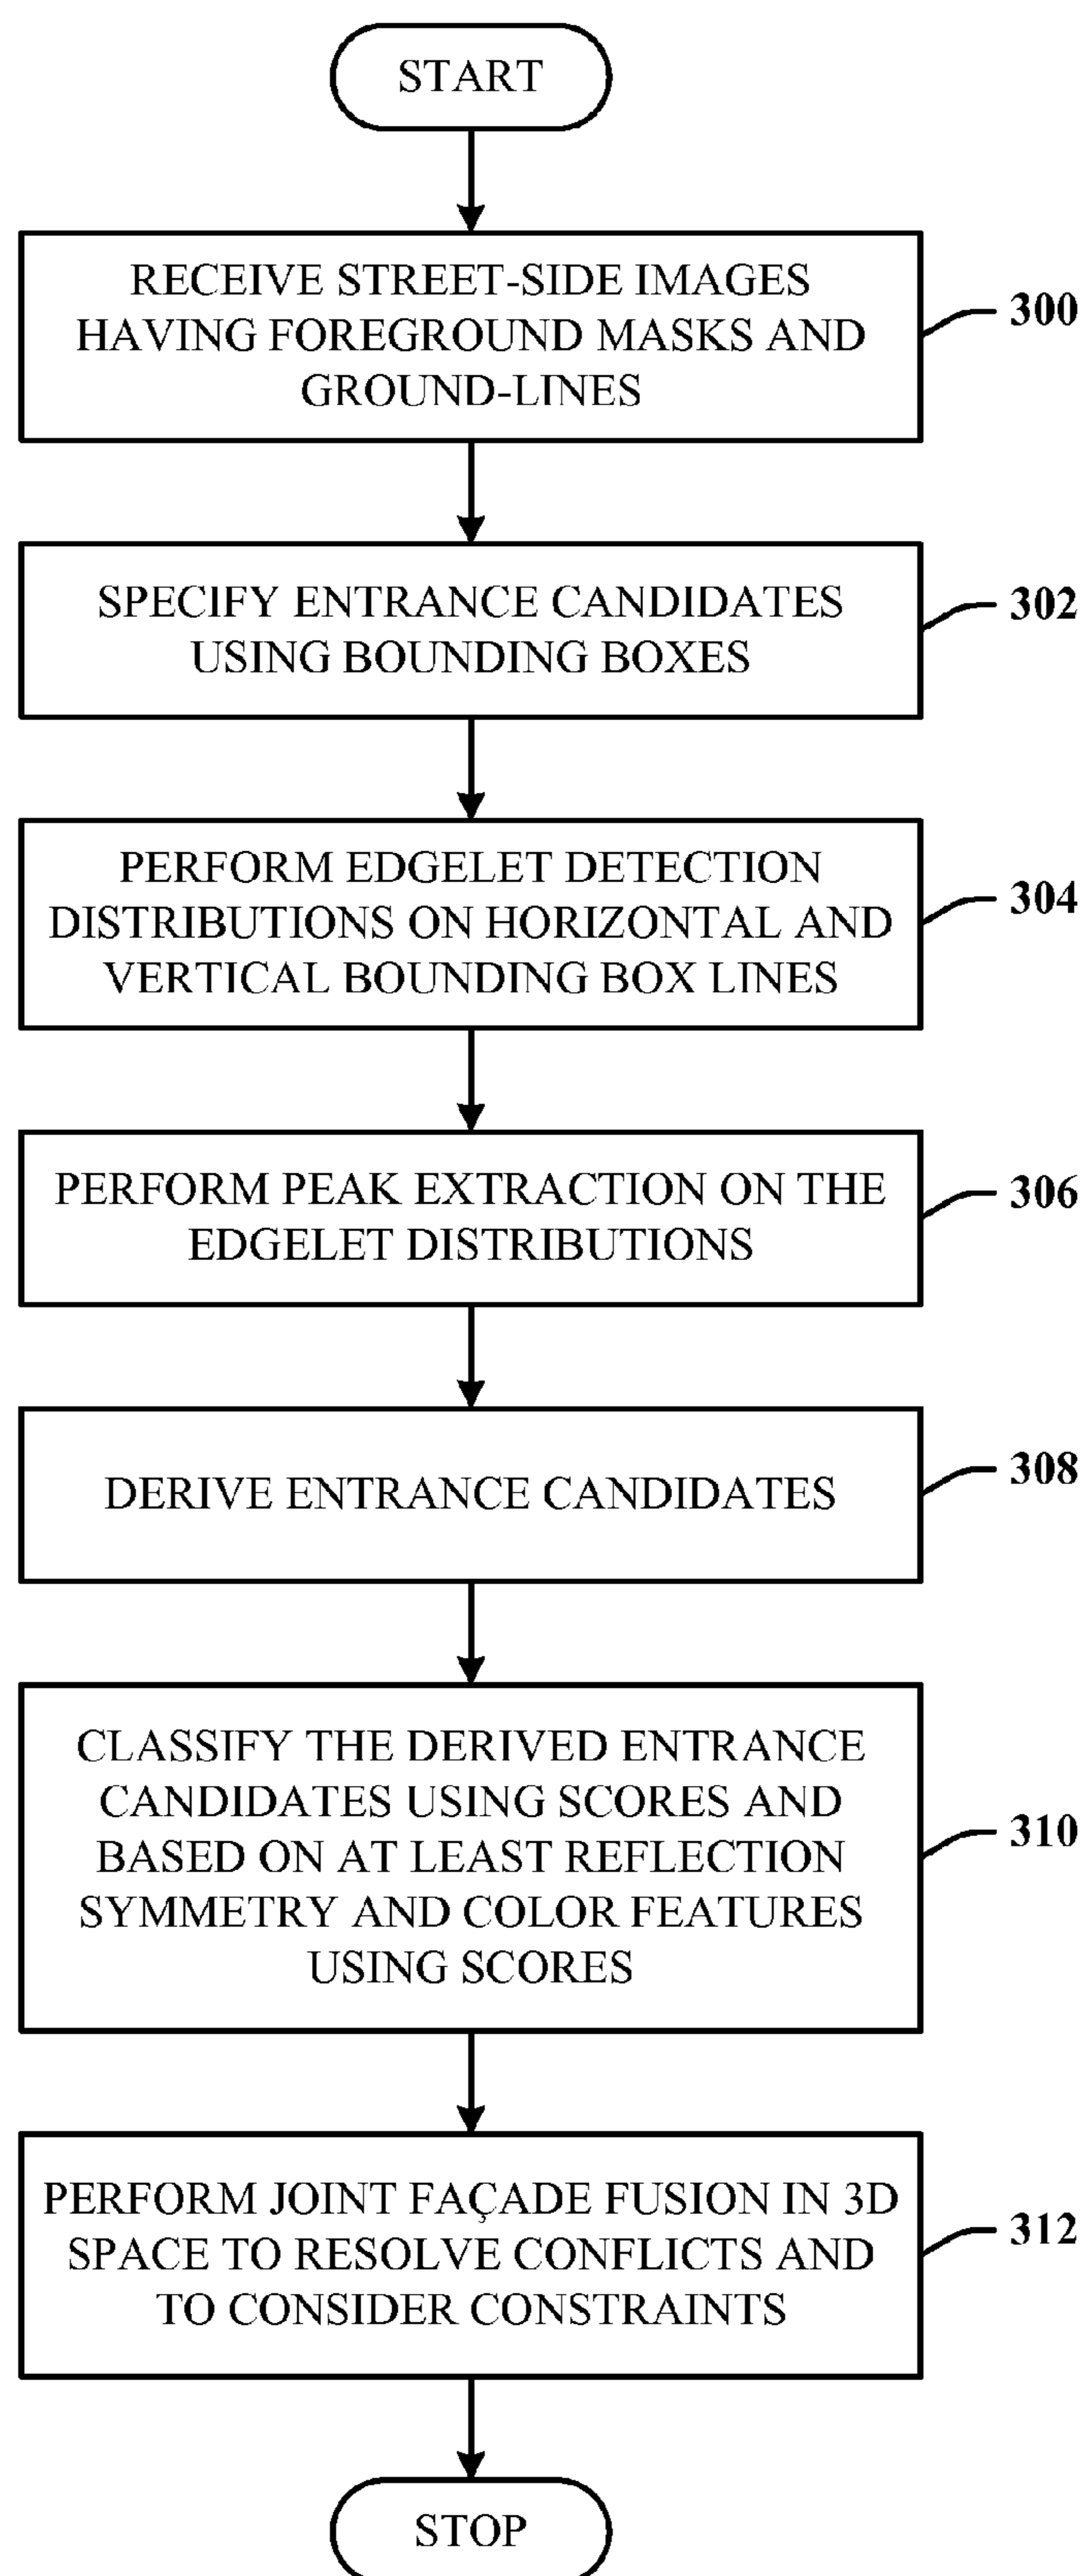 START
RECEIVE STREET-SIDE IMAGES
HAVING FOREGROUND MASKS AND
GROUND-LINES
300
SPECIFY ENTRANCE CANDIDATES
USING BOUNDING BOXES
302
PERFORM EDGELET DETECTION
DISTRIBUTIONS ON HORIZONTAL AND
VERTICAL BOUNDING BOX LINES
304
PERFORM PEAK EXTRACTION ON THE
EDGELET DISTRIBUTIONS
306
DERIVE ENTRANCE CANDIDATES
308
CLASSIFY THE DERIVED ENTRANCE
CANDIDATES USING SCORES AND
BASED ON AT LEAST REFLECTION
SYMMETRY AND COLOR FEATURES
USING SCORES
310
PERFORM JOINT FAÇADE FUSION IN 3D
SPACE TO RESOLVE CONFLICTS AND
TO CONSIDER CONSTRAINTS
312
STOP